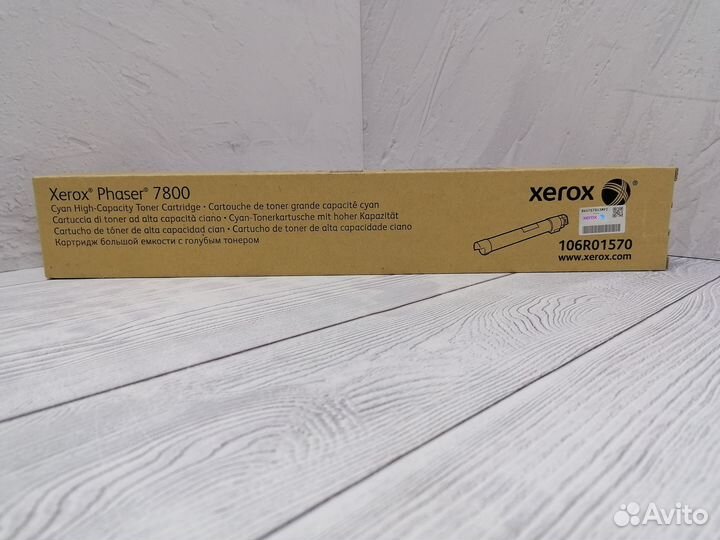 Xerox® Phaser® 7800
Cyan High-Capacity Toner Cartridge • Cartouche de toner grande capacité cyan
Cartuccia di toner ad alta capacità ciano • Cyan-Tonerkartusche mit hoher Kapazität
Cartucho de tóner de alta capacidad cian • Cartucho de toner de alta capacidade ciano
Картридж большой емкости с голубым тонером
xerox
xerox
106R01570
www.xerox.com
Avito